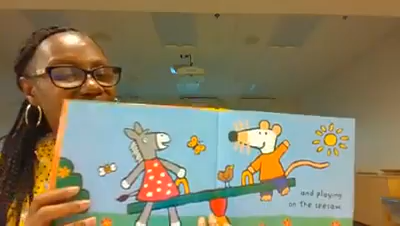 and playing
on the seesaw